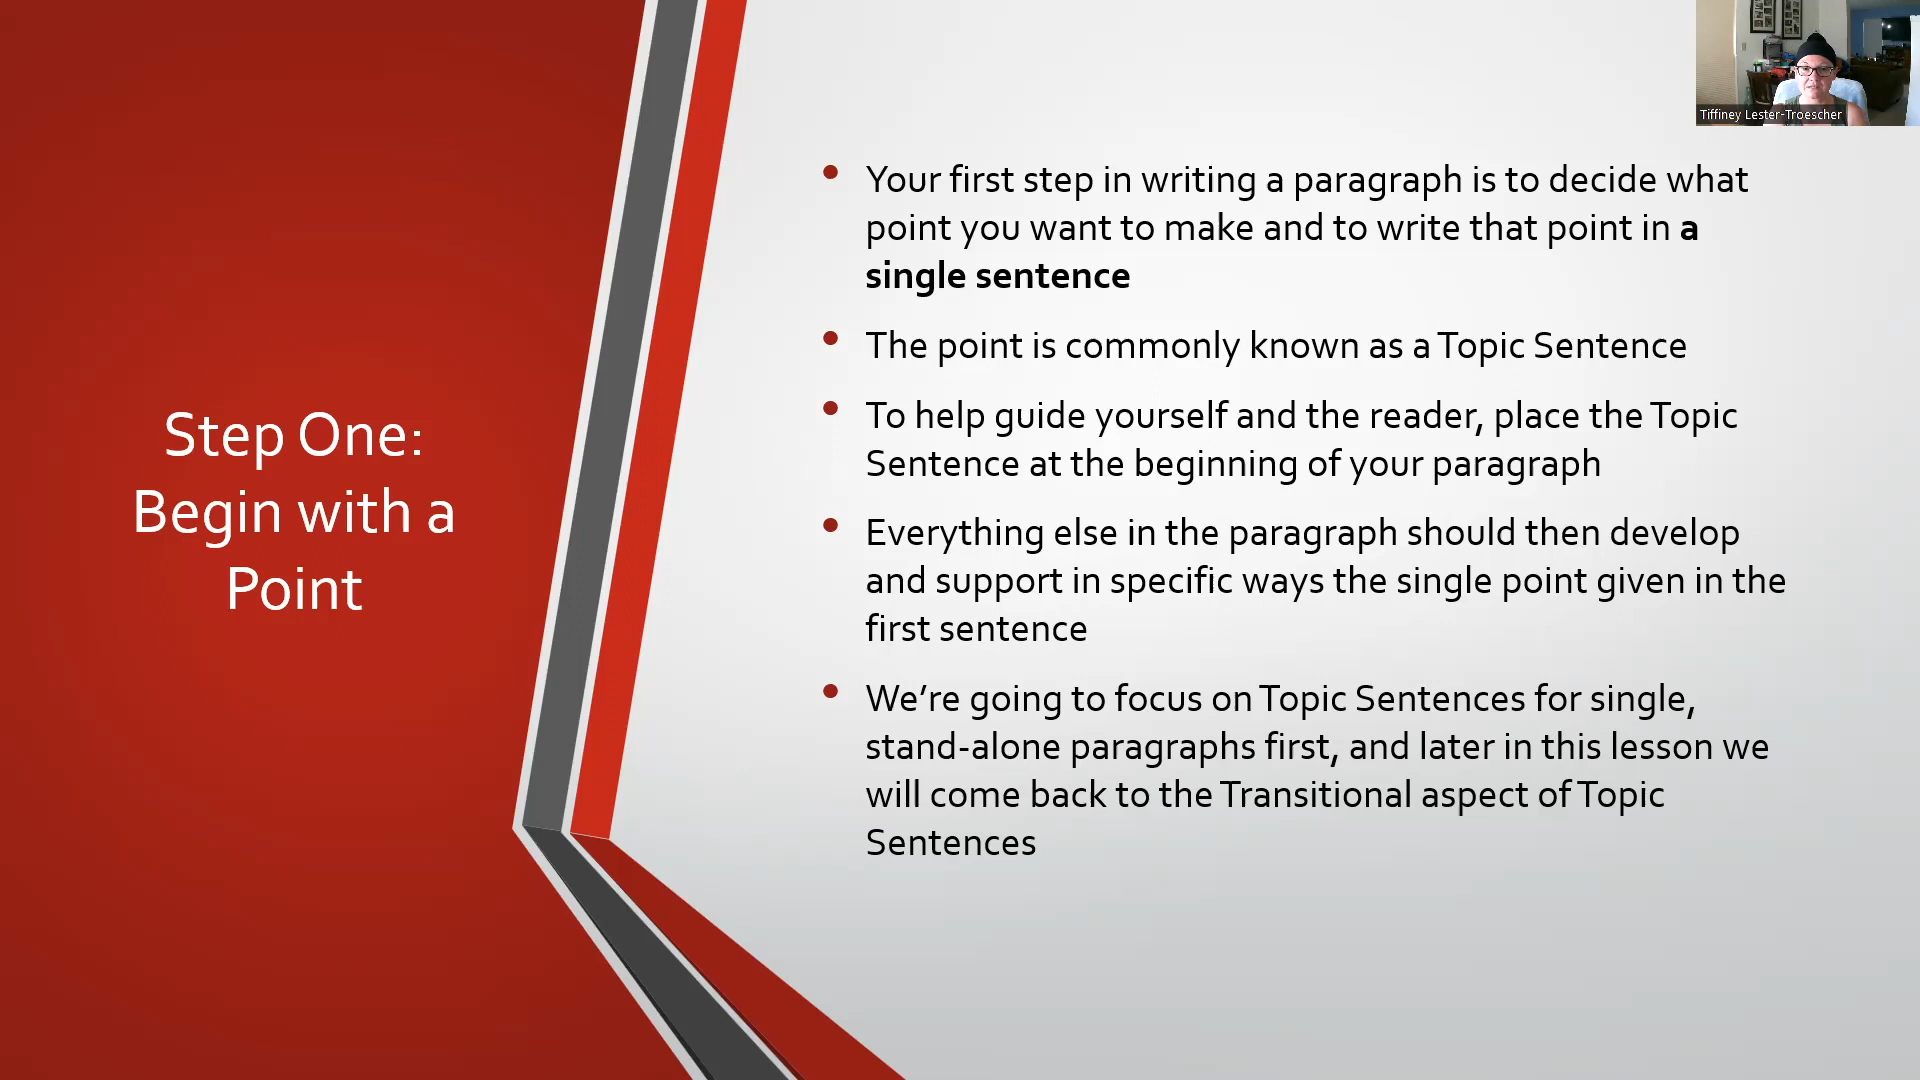 Tiffiney Lester-Troescher
Step One:
Begin with a
Point
Your first step in writing a paragraph is to decide what
point you want to make and to write that point in a
single sentence
The point is commonly known as a Topic Sentence
To help guide yourself and the reader, place the Topic
Sentence at the beginning of your paragraph
Everything else in the paragraph should then develop
and support in specific ways the single point given in the
first sentence
We’re going to focus on Topic Sentences for single,
stand-alone paragraphs first, and later in this lesson we
will come back to the Transitional aspect of Topic
Sentences